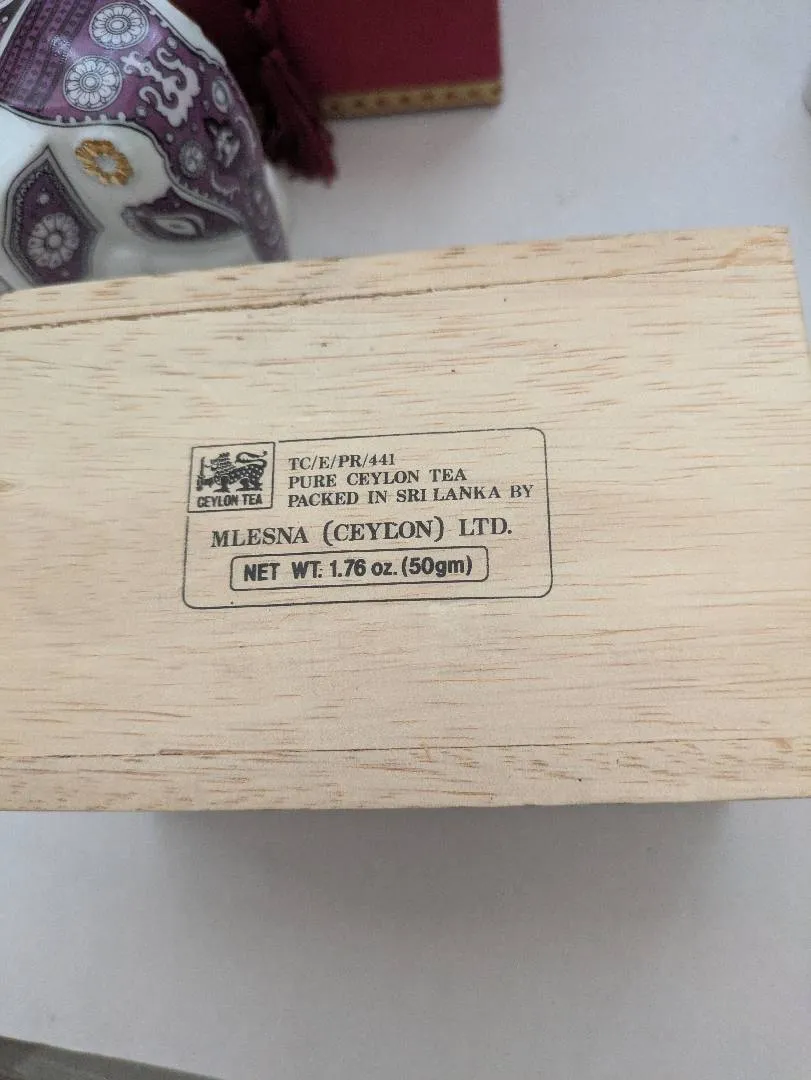 TC/E/PR/441
PURE CEYLON TEA
CEYLON TEA
PACKED IN SRI LANKA BY
MLESNA (CEYLON) LTD.
NET WT: 1.76 oz. (50gm)